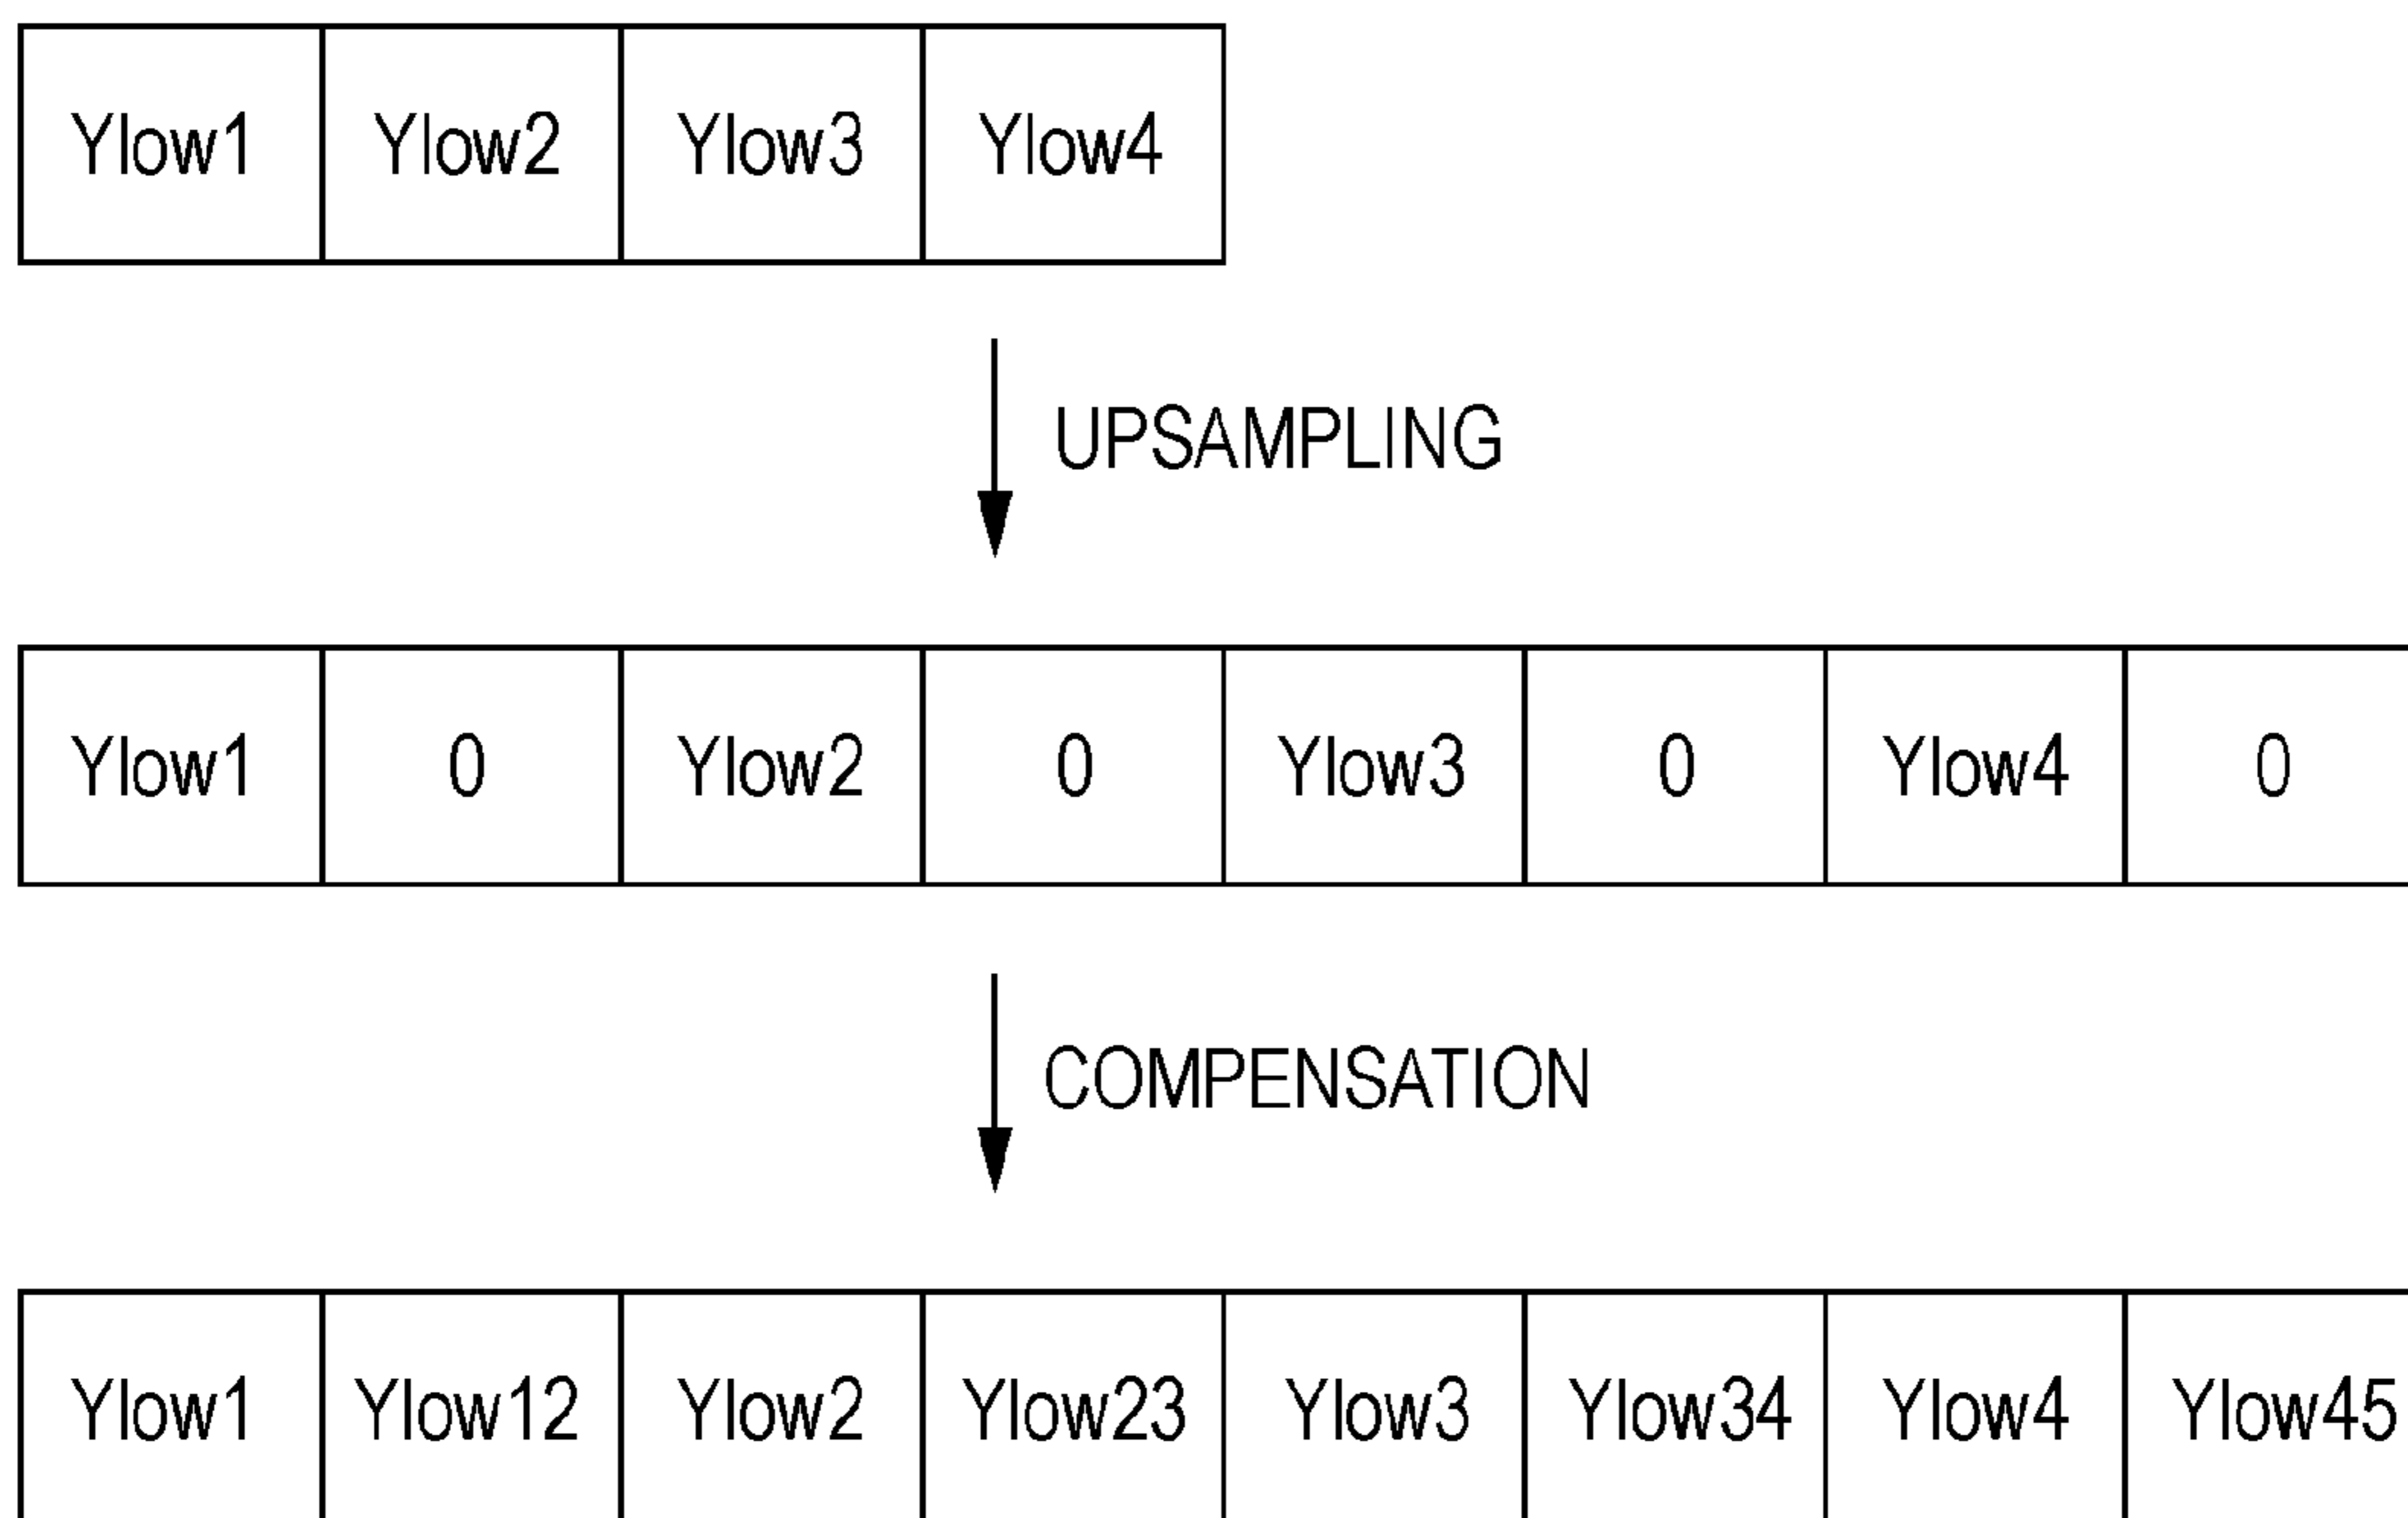 Ylow1 Ylow2 Ylow3 Ylow4
UPSAMPLING
Ylow1 0 Ylow2 0 Ylow3 0 Ylow4 0
COMPENSATION
Ylow1 Ylow12 Ylow2 Ylow23 Ylow3 Ylow34 Ylow4 Ylow45